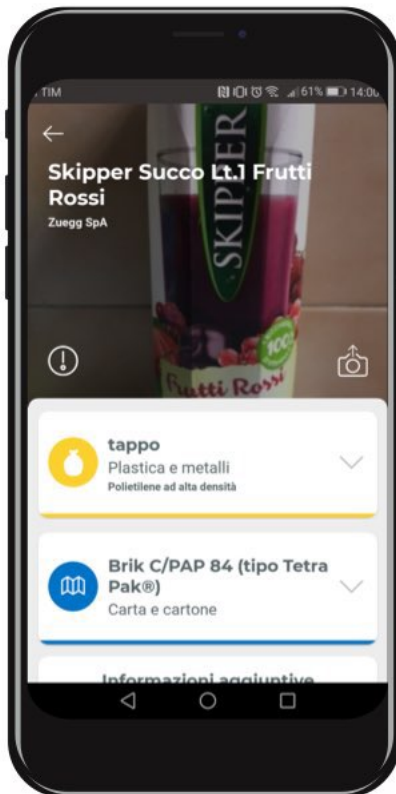 TIM
61%
14:00
Skipper Succo Lt.1 Frutti
Rossi
Zuegg SpA
SKIPPER
100%
Frutti Rossi
tappo
Plastica e metalli
Polietilene ad alta densità
Brik C/PAP 84 (tipo Tetra
Pak®)
Carta e cartone
Informazioni aggiuntive